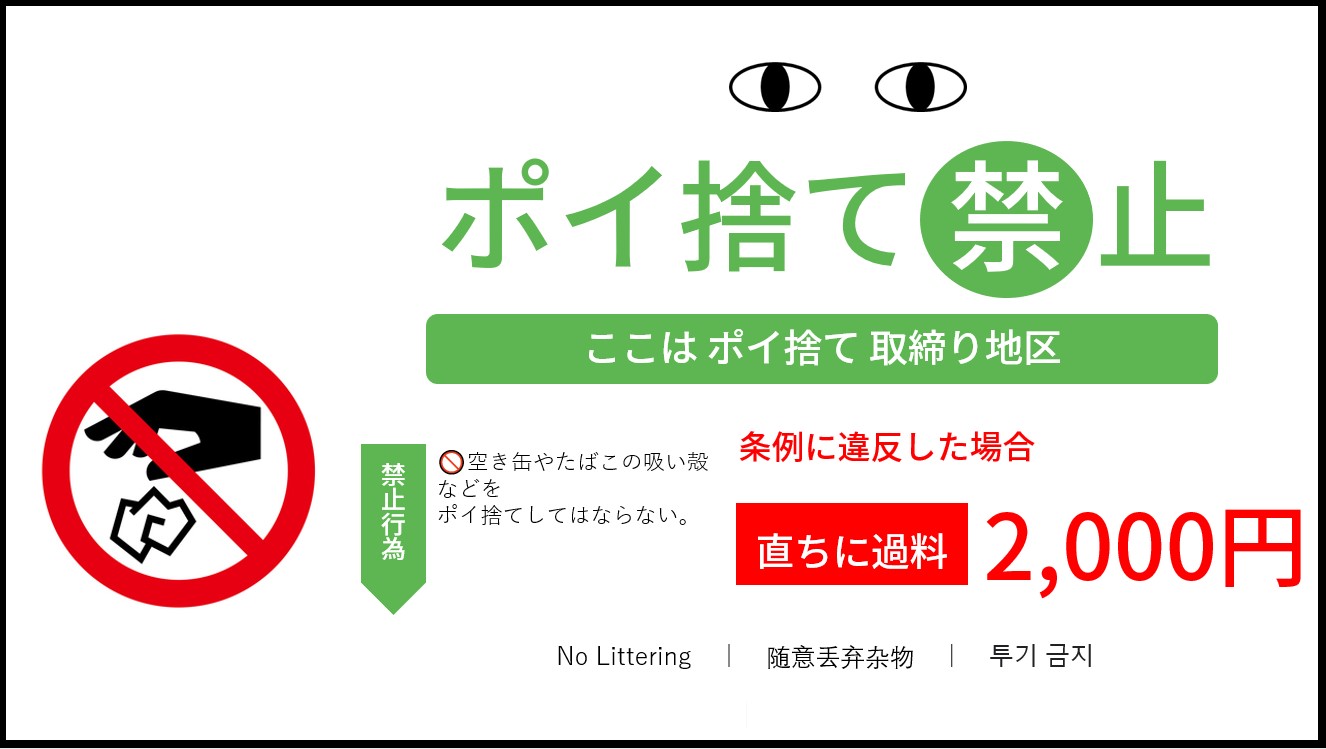 ポイ捨て禁止
ここは ポイ捨て 取締り地区
禁止行為
空き缶やたばこの吸い殻
などを
ポイ捨てしてはならない。
条例に違反した場合
直ちに過料 2,000円
No Littering | 随意丢弃杂物 | 투기 금지